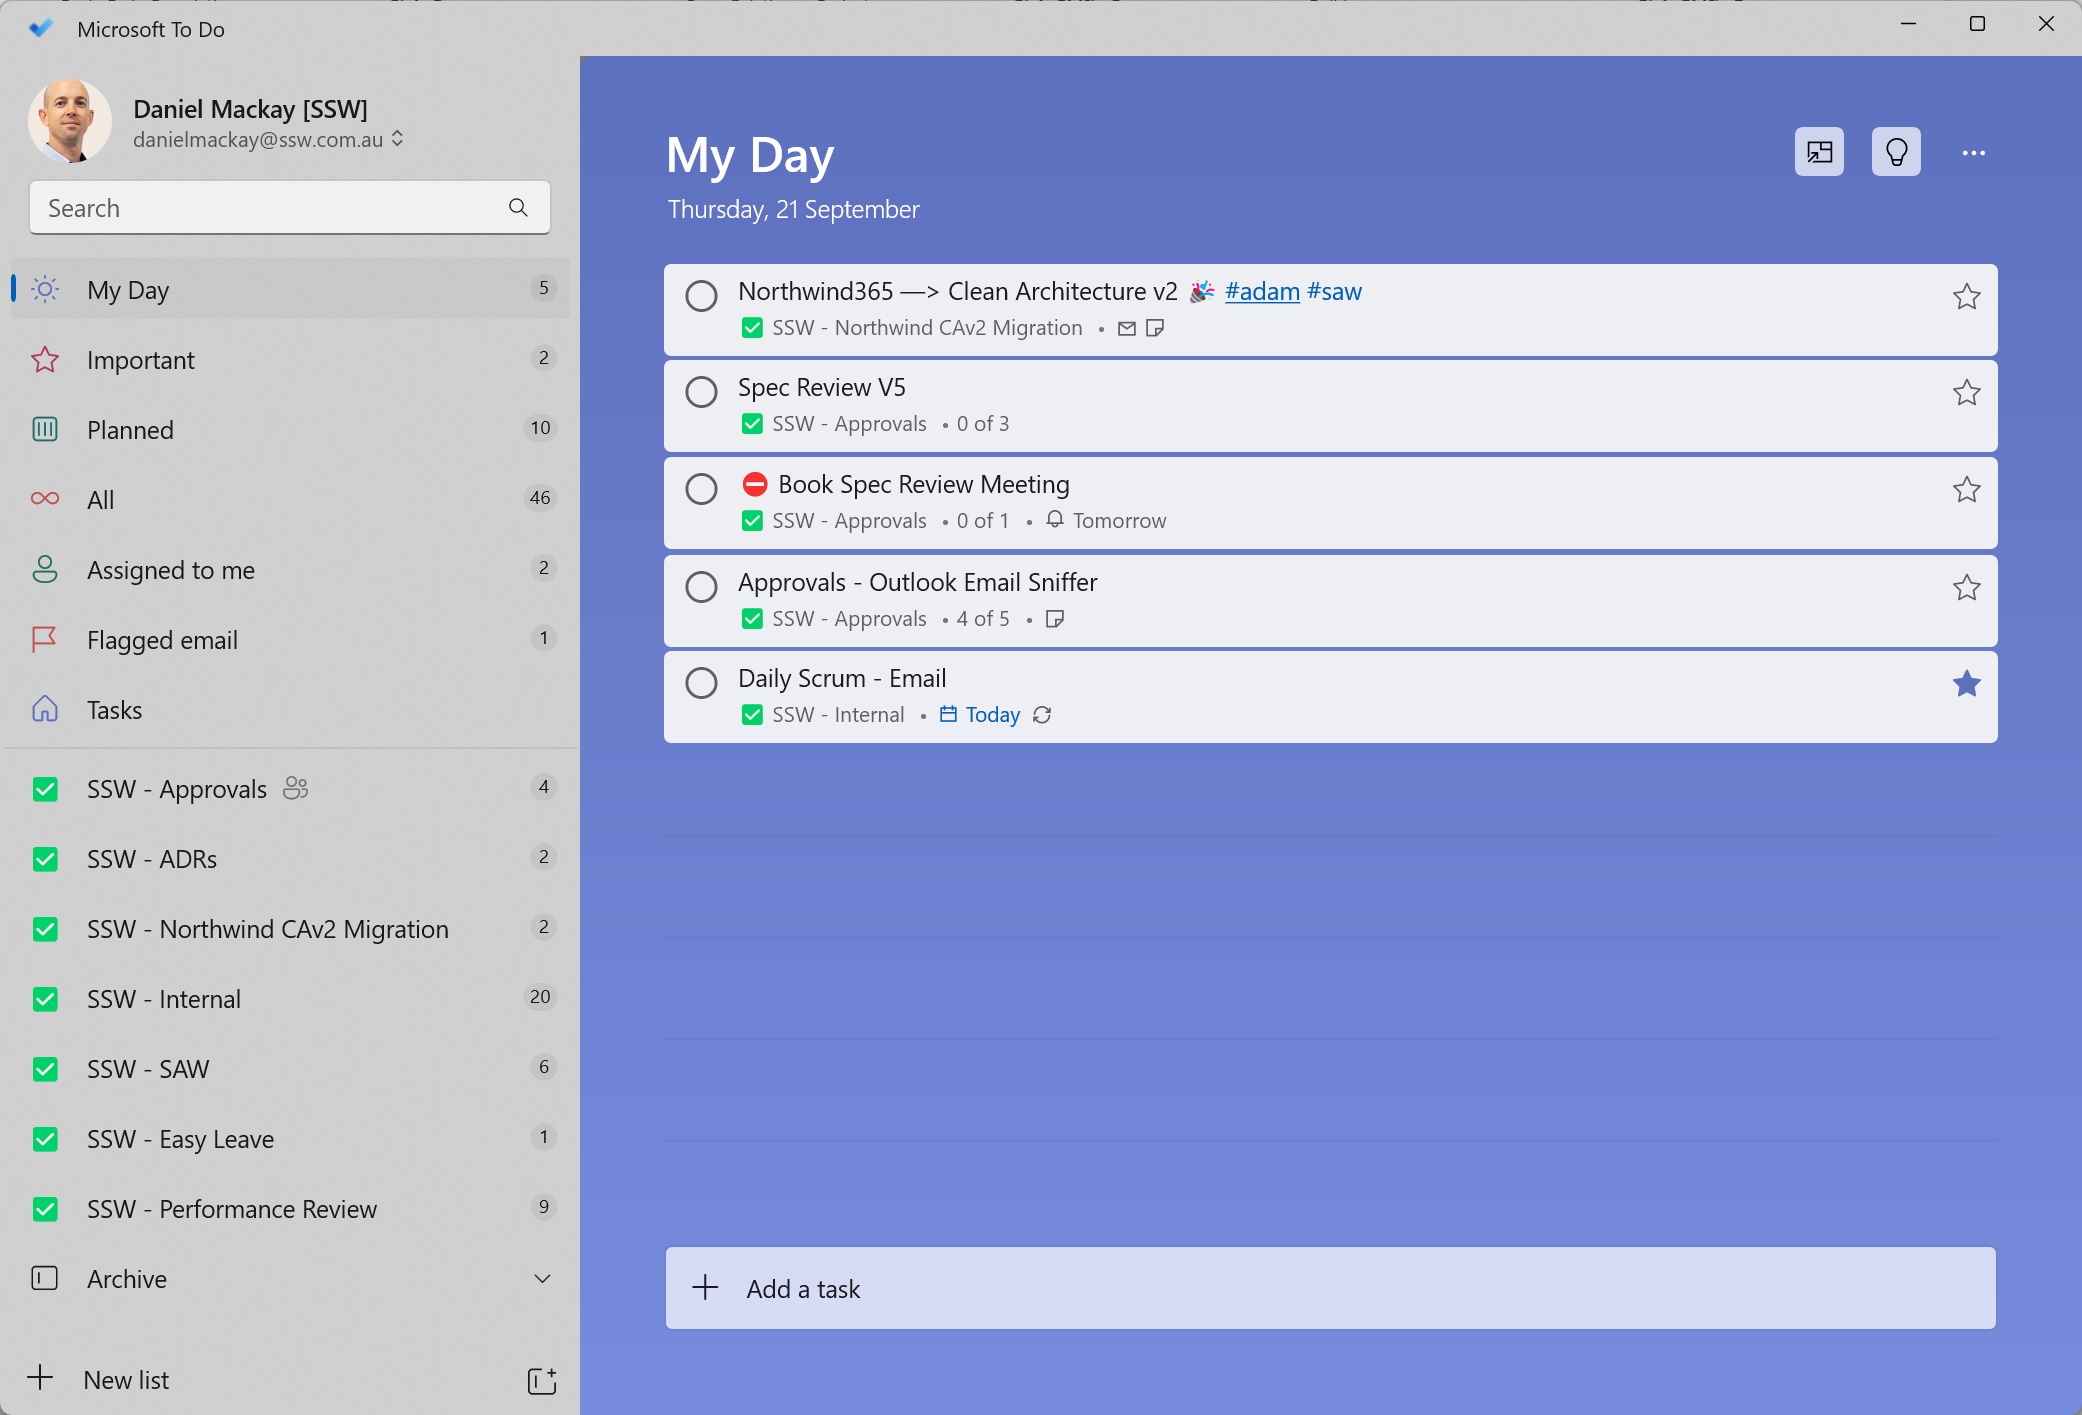 Microsoft To Do
Daniel Mackay [SSW]
danielmackay@ssw.com.au
Search
My Day 5
Important 2
Planned 10
All 46
Assigned to me 2
Flagged email 1
Tasks
SSW - Approvals 4
SSW - ADRs 2
SSW - Northwind CAv2 Migration 2
SSW - Internal 20
SSW - SAW 6
SSW - Easy Leave 1
SSW - Performance Review 9
Archive
New list
My Day
Thursday, 21 September
Northwind365 —> Clean Architecture v2 🎉 #adam #saw
✅ SSW - Northwind CAv2 Migration •
Spec Review V5
✅ SSW - Approvals • 0 of 3
⛔ Book Spec Review Meeting
✅ SSW - Approvals • 0 of 1 • Tomorrow
Approvals - Outlook Email Sniffer
✅ SSW - Approvals • 4 of 5 •
Daily Scrum - Email
✅ SSW - Internal • Today
Add a task